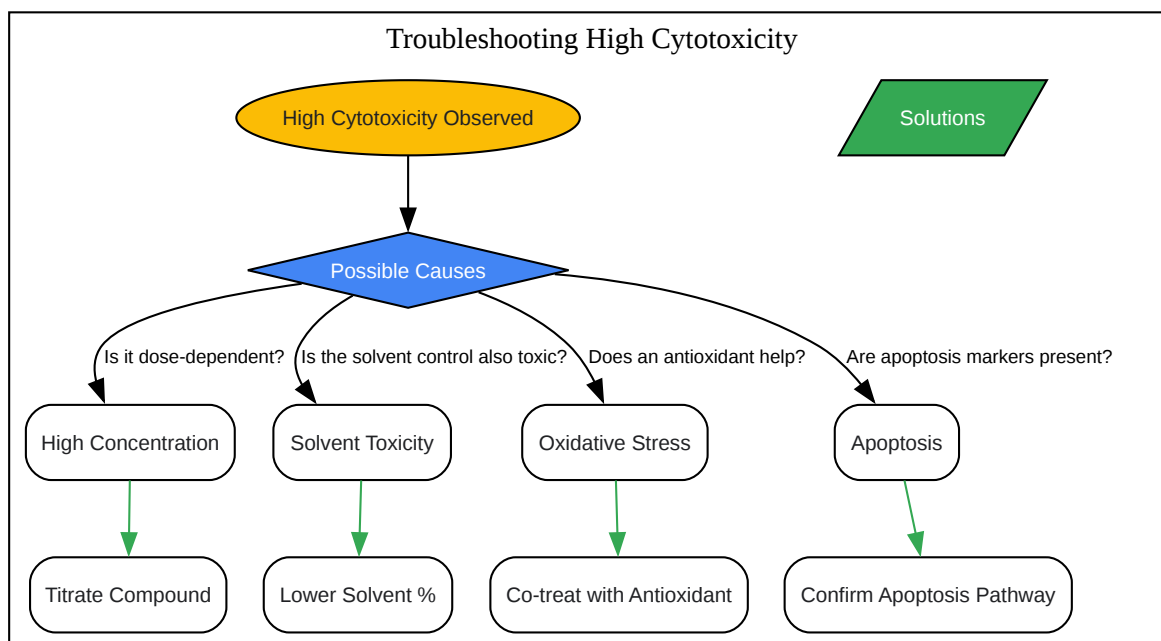 Troubleshooting High Cytotoxicity
High Cytotoxicity Observed
Solutions
Possible Causes
Is it dose-dependent?
Is the solvent control also toxic?
Does an antioxidant help?
Are apoptosis markers present?
High Concentration
Solvent Toxicity
Oxidative Stress
Apoptosis
Titrate Compound
Lower Solvent %
Co-treat with Antioxidant
Confirm Apoptosis Pathway